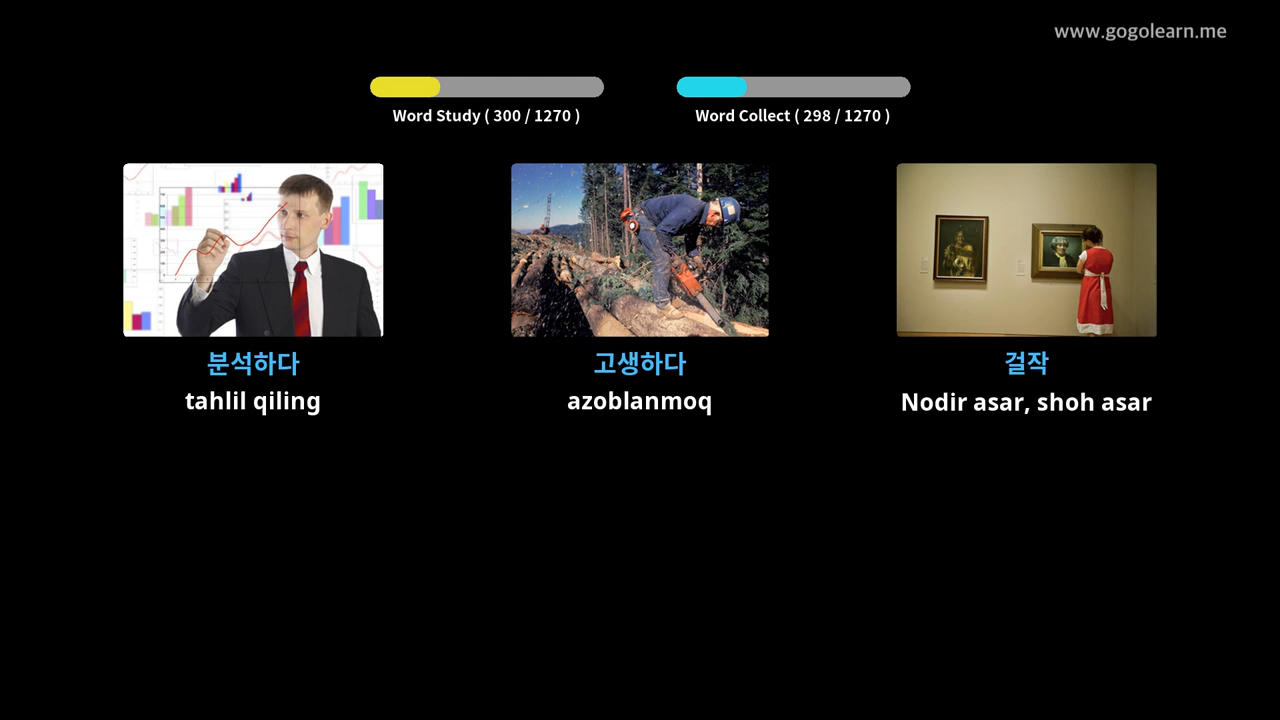 www.gogolearn.me
Word Study ( 300 / 1270 )
Word Collect ( 298 / 1270 )
분석하다
tahlil qiling
고생하다
azoblanmoq
걸작
Nodir asar, shoh asar